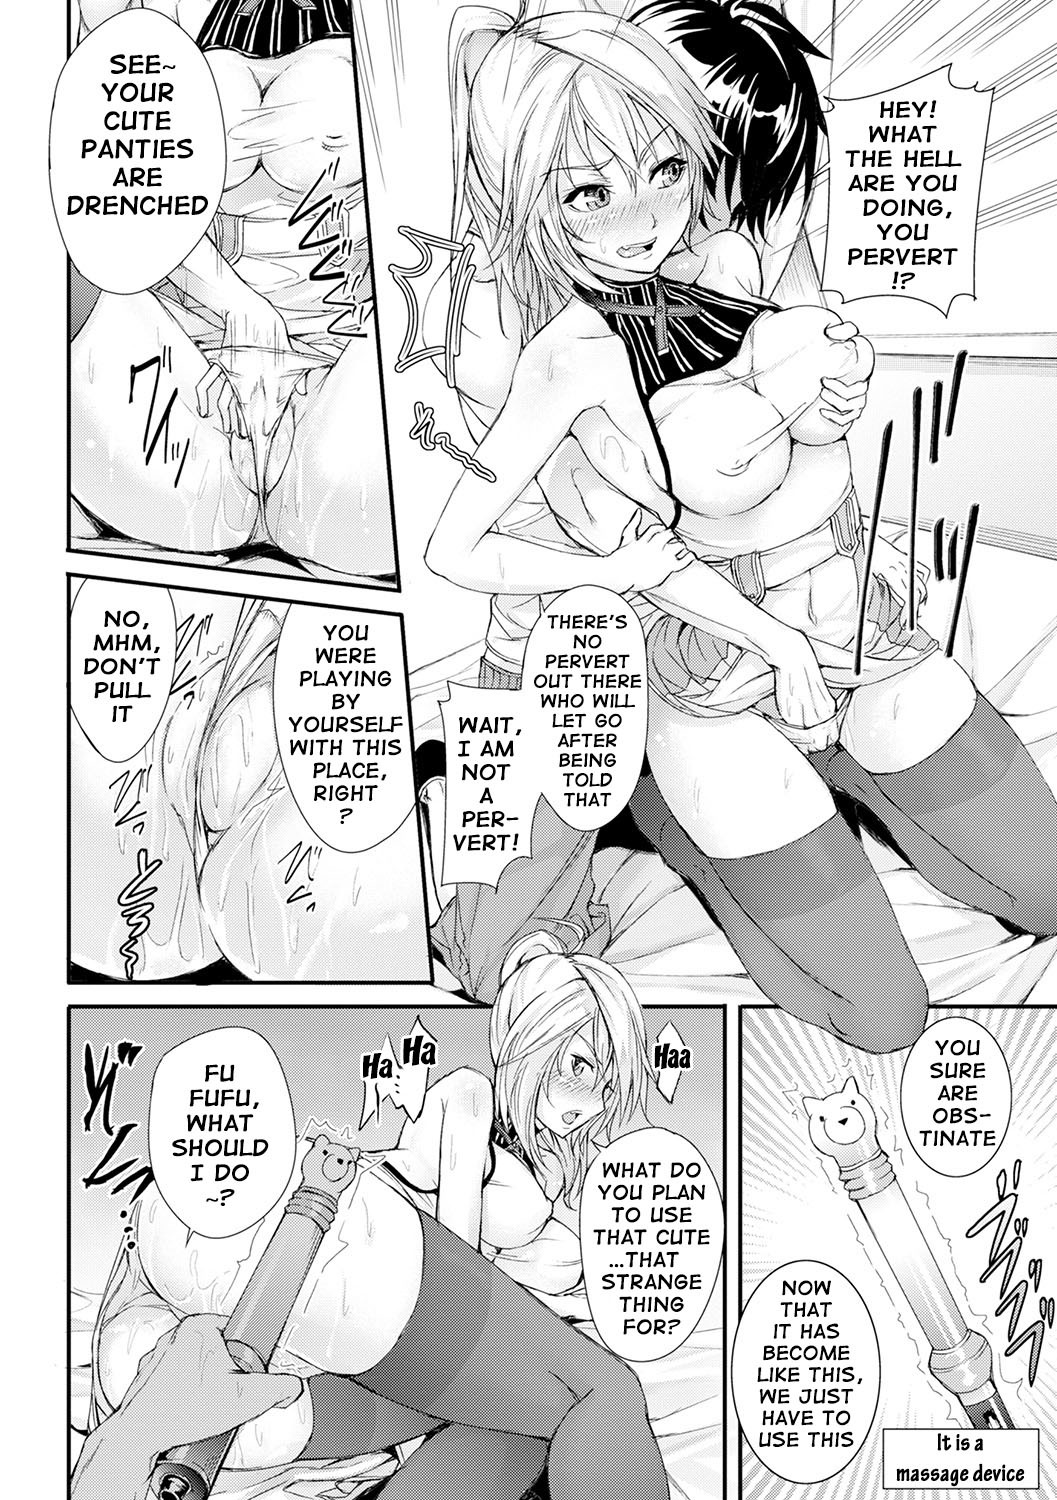 HEY!
WHAT
THE HELL
ARE YOU
DOING,
YOU
PERVERT
!?
THERE'S
NO
PERVERT
OUT THERE
WHO WILL
LET GO
AFTER
BEING
TOLD
THAT
WAIT,
I AM
NOT
A
PER-
VERT!
SEE~
YOUR
CUTE
PANTIES
ARE
DRENCHED
YOU
WERE
PLAYING
BY
YOURSELF
WITH THIS
PLACE,
RIGHT
?
NO,
MHM,
DON'T
PULL
IT
YOU
SURE
ARE
OBS-
TINATE
NOW
THAT
IT HAS
BECOME
LIKE THIS,
WE JUST
HAVE TO
USE THIS
It is a
massage device
Haa
Ha
Ha
WHAT DO
YOU PLAN
TO USE
THAT CUTE
...THAT
STRANGE
THING
FOR?
FU
FUFU,
WHAT
SHOULD
I DO
~?